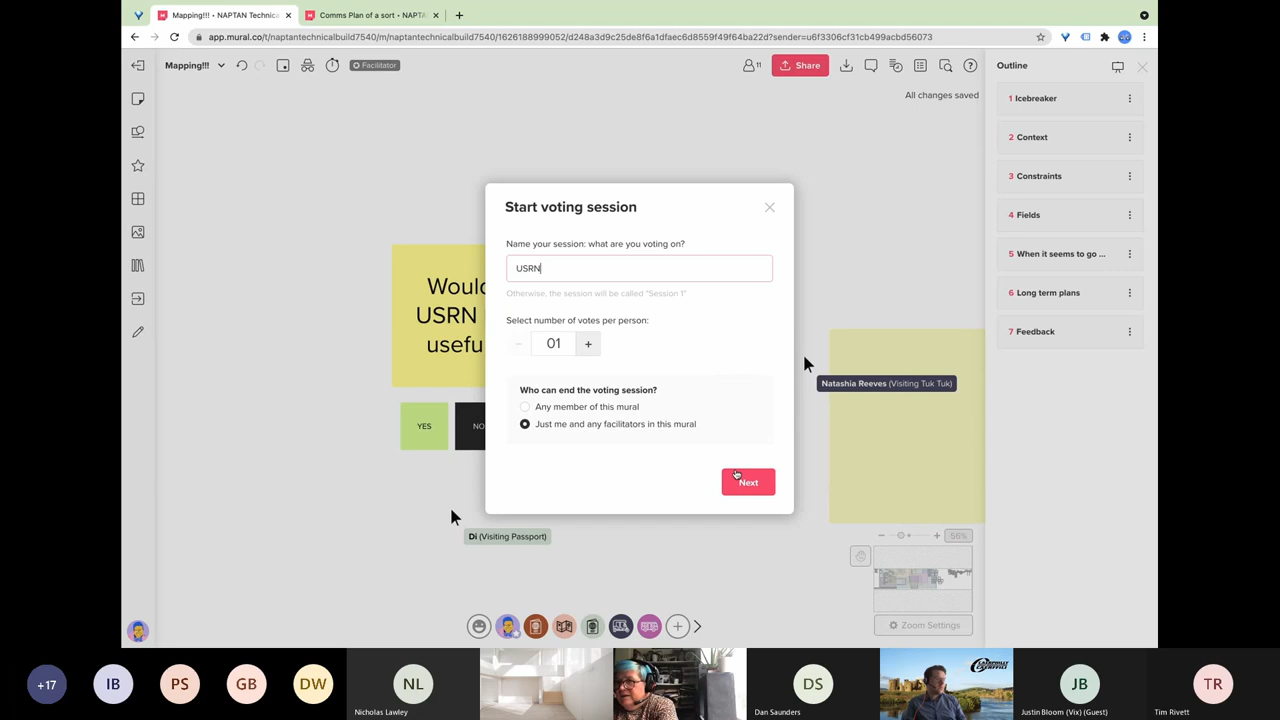 Mapping!!! • NAPTAN Technica
Comms Plan of a sort • NAPTA
app.mural.co/t/naptantechnicalbuild7540/m/naptantechnicalbuild7540/1626188999052/d248a3d9c25de8f6a1dfaec6d8559f49f64ba22d?sender=u6f3306cf31cb499acbd56073
Mapping!!!
Facilitator
11
Share
Outline
All changes saved
1 Icebreaker
2 Context
3 Constraints
4 Fields
5 When it seems to go ...
6 Long term plans
7 Feedback
Start voting session
Name your session: what are you voting on?
USRN
Otherwise, the session will be called "Session 1"
Select number of votes per person:
01
Who can end the voting session?
Any member of this mural
Just me and any facilitators in this mural
Next
Would
USRN
usefu
YES
NO
Natashia Reeves (Visiting Tuk Tuk)
Di (Visiting Passport)
56%
Zoom Settings
+17
IB
PS
GB
DW
NL
Nicholas Lawley
DS
Dan Saunders
JB
Justin Bloom (Vix) (Guest)
TR
Tim Rivett